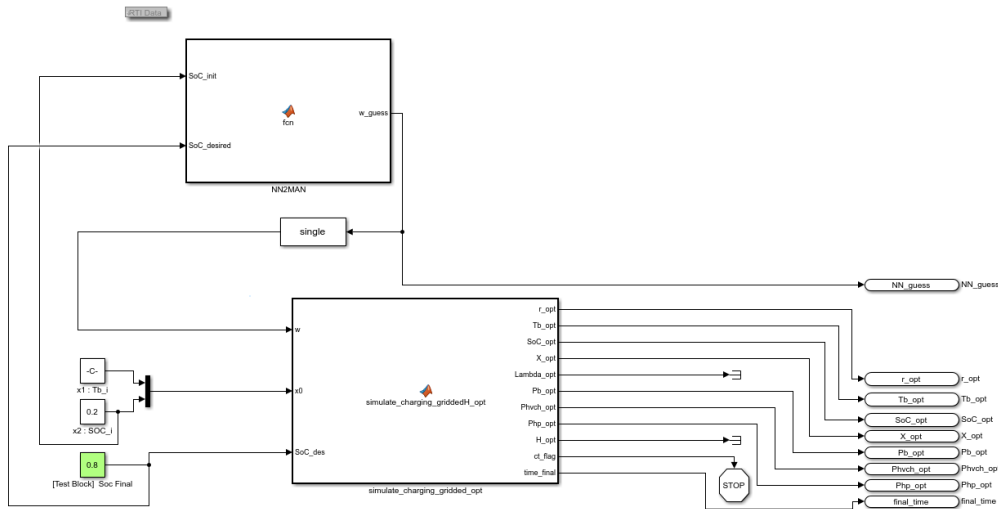 iRTI Data
SoC_init
SoC_desired
fcn
w_guess
NN2MAN
single
NN_guess
NN_guess
w
x0
SoC_des
simulate_charging_griddedH_opt
r_opt
Tb_opt
SoC_opt
X_opt
Lambda_opt
Pb_opt
Phvch_opt
Php_opt
H_opt
ct_flag
time_final
simulate_charging_gridded_opt
-C-
x1 : Tb_i
0.2
x2 : SOC_i
0.8
[Test Block] Soc Final
STOP
r_opt
r_opt
Tb_opt
Tb_opt
SoC_opt
SoC_opt
X_opt
X_opt
Pb_opt
Pb_opt
Phvch_opt
Phvch_op
Php_opt
Php_opt
final_time
final_time